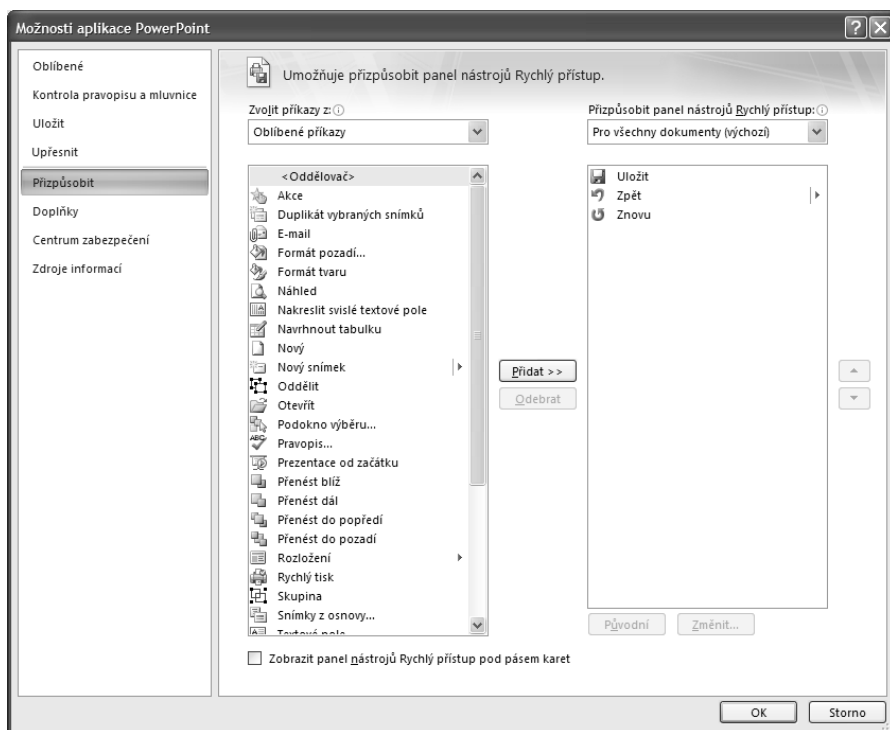 Možnosti aplikace PowerPoint
Oblíbené
Kontrola pravopisu a mluvnice
Uložit
Upřesnit
Přizpůsobit
Doplňky
Centrum zabezpečení
Zdroje informací
Umožňuje přizpůsobit panel nástrojů Rychlý přístup.
Zvolit příkazy z:
Oblíbené příkazy
<Oddělovač>
Akce
Duplikát vybraných snímků
E-mail
Formát pozadí...
Formát tvaru
Náhled
Nakreslit svislé textové pole
Navrhnout tabulku
Nový
Nový snímek
Oddělit
Otevřít
Podokno výběru...
Pravopis...
Prezentace od začátku
Přenést blíž
Přenést dál
Přenést do popředí
Přenést do pozadí
Rozložení
Rychlý tisk
Skupina
Snímky z osnovy...
Textové pole
Zobrazit panel nástrojů Rychlý přístup pod pásem karet
Přidat >>
Odebrat
Přizpůsobit panel nástrojů Rychlý přístup:
Pro všechny dokumenty (výchozí)
Uložit
Zpět
Znovu
Původní
Změnit...
OK
Storno